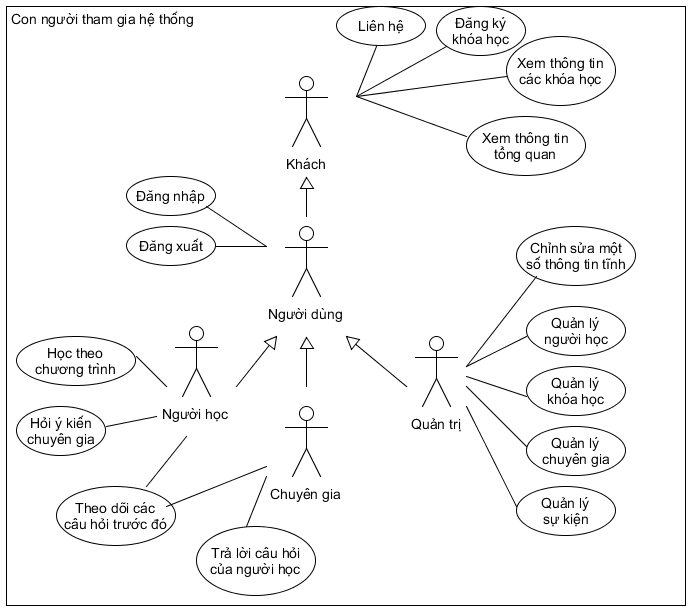 Con người tham gia hệ thống
Liên hệ
Đăng ký
khóa học
Xem thông tin
các khóa học
Xem thông tin
tổng quan
Khách
Đăng nhập
Đăng xuất
Người dùng
Chỉnh sửa một
số thông tin tĩnh
Quản lý
người học
Quản lý
khóa học
Quản lý
chuyên gia
Quản lý
sự kiện
Quản trị
Học theo
chương trình
Người học
Hỏi ý kiến
chuyên gia
Chuyên gia
Theo dõi các
câu hỏi trước đó
Trả lời câu hỏi
của người học